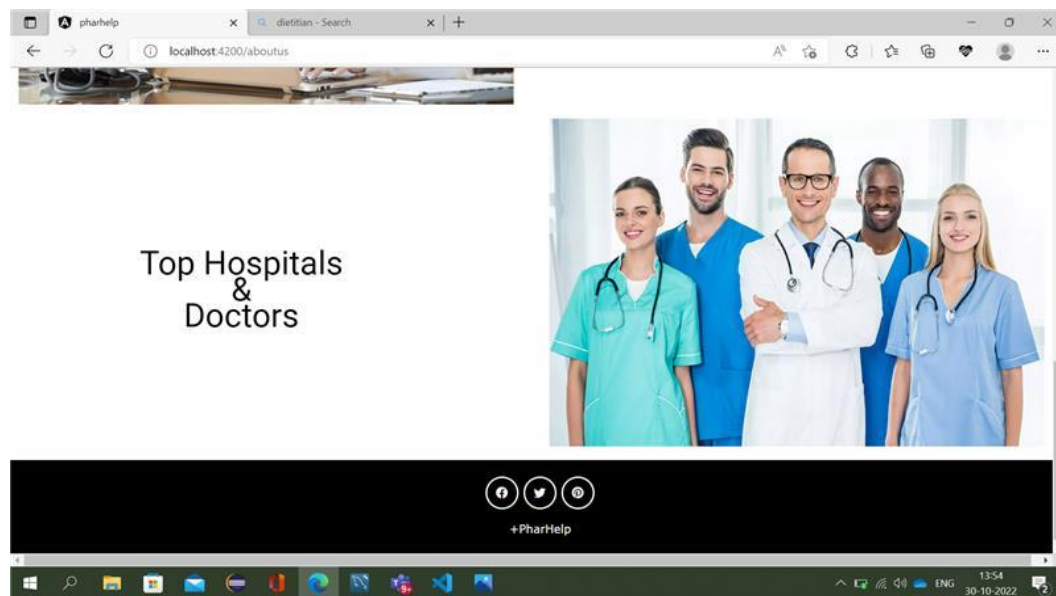 pharhelp
dietitian - Search
localhost:4200/aboutus
Top Hospitals
&
Doctors
+PharHelp
ENG
13:54
30-10-2022